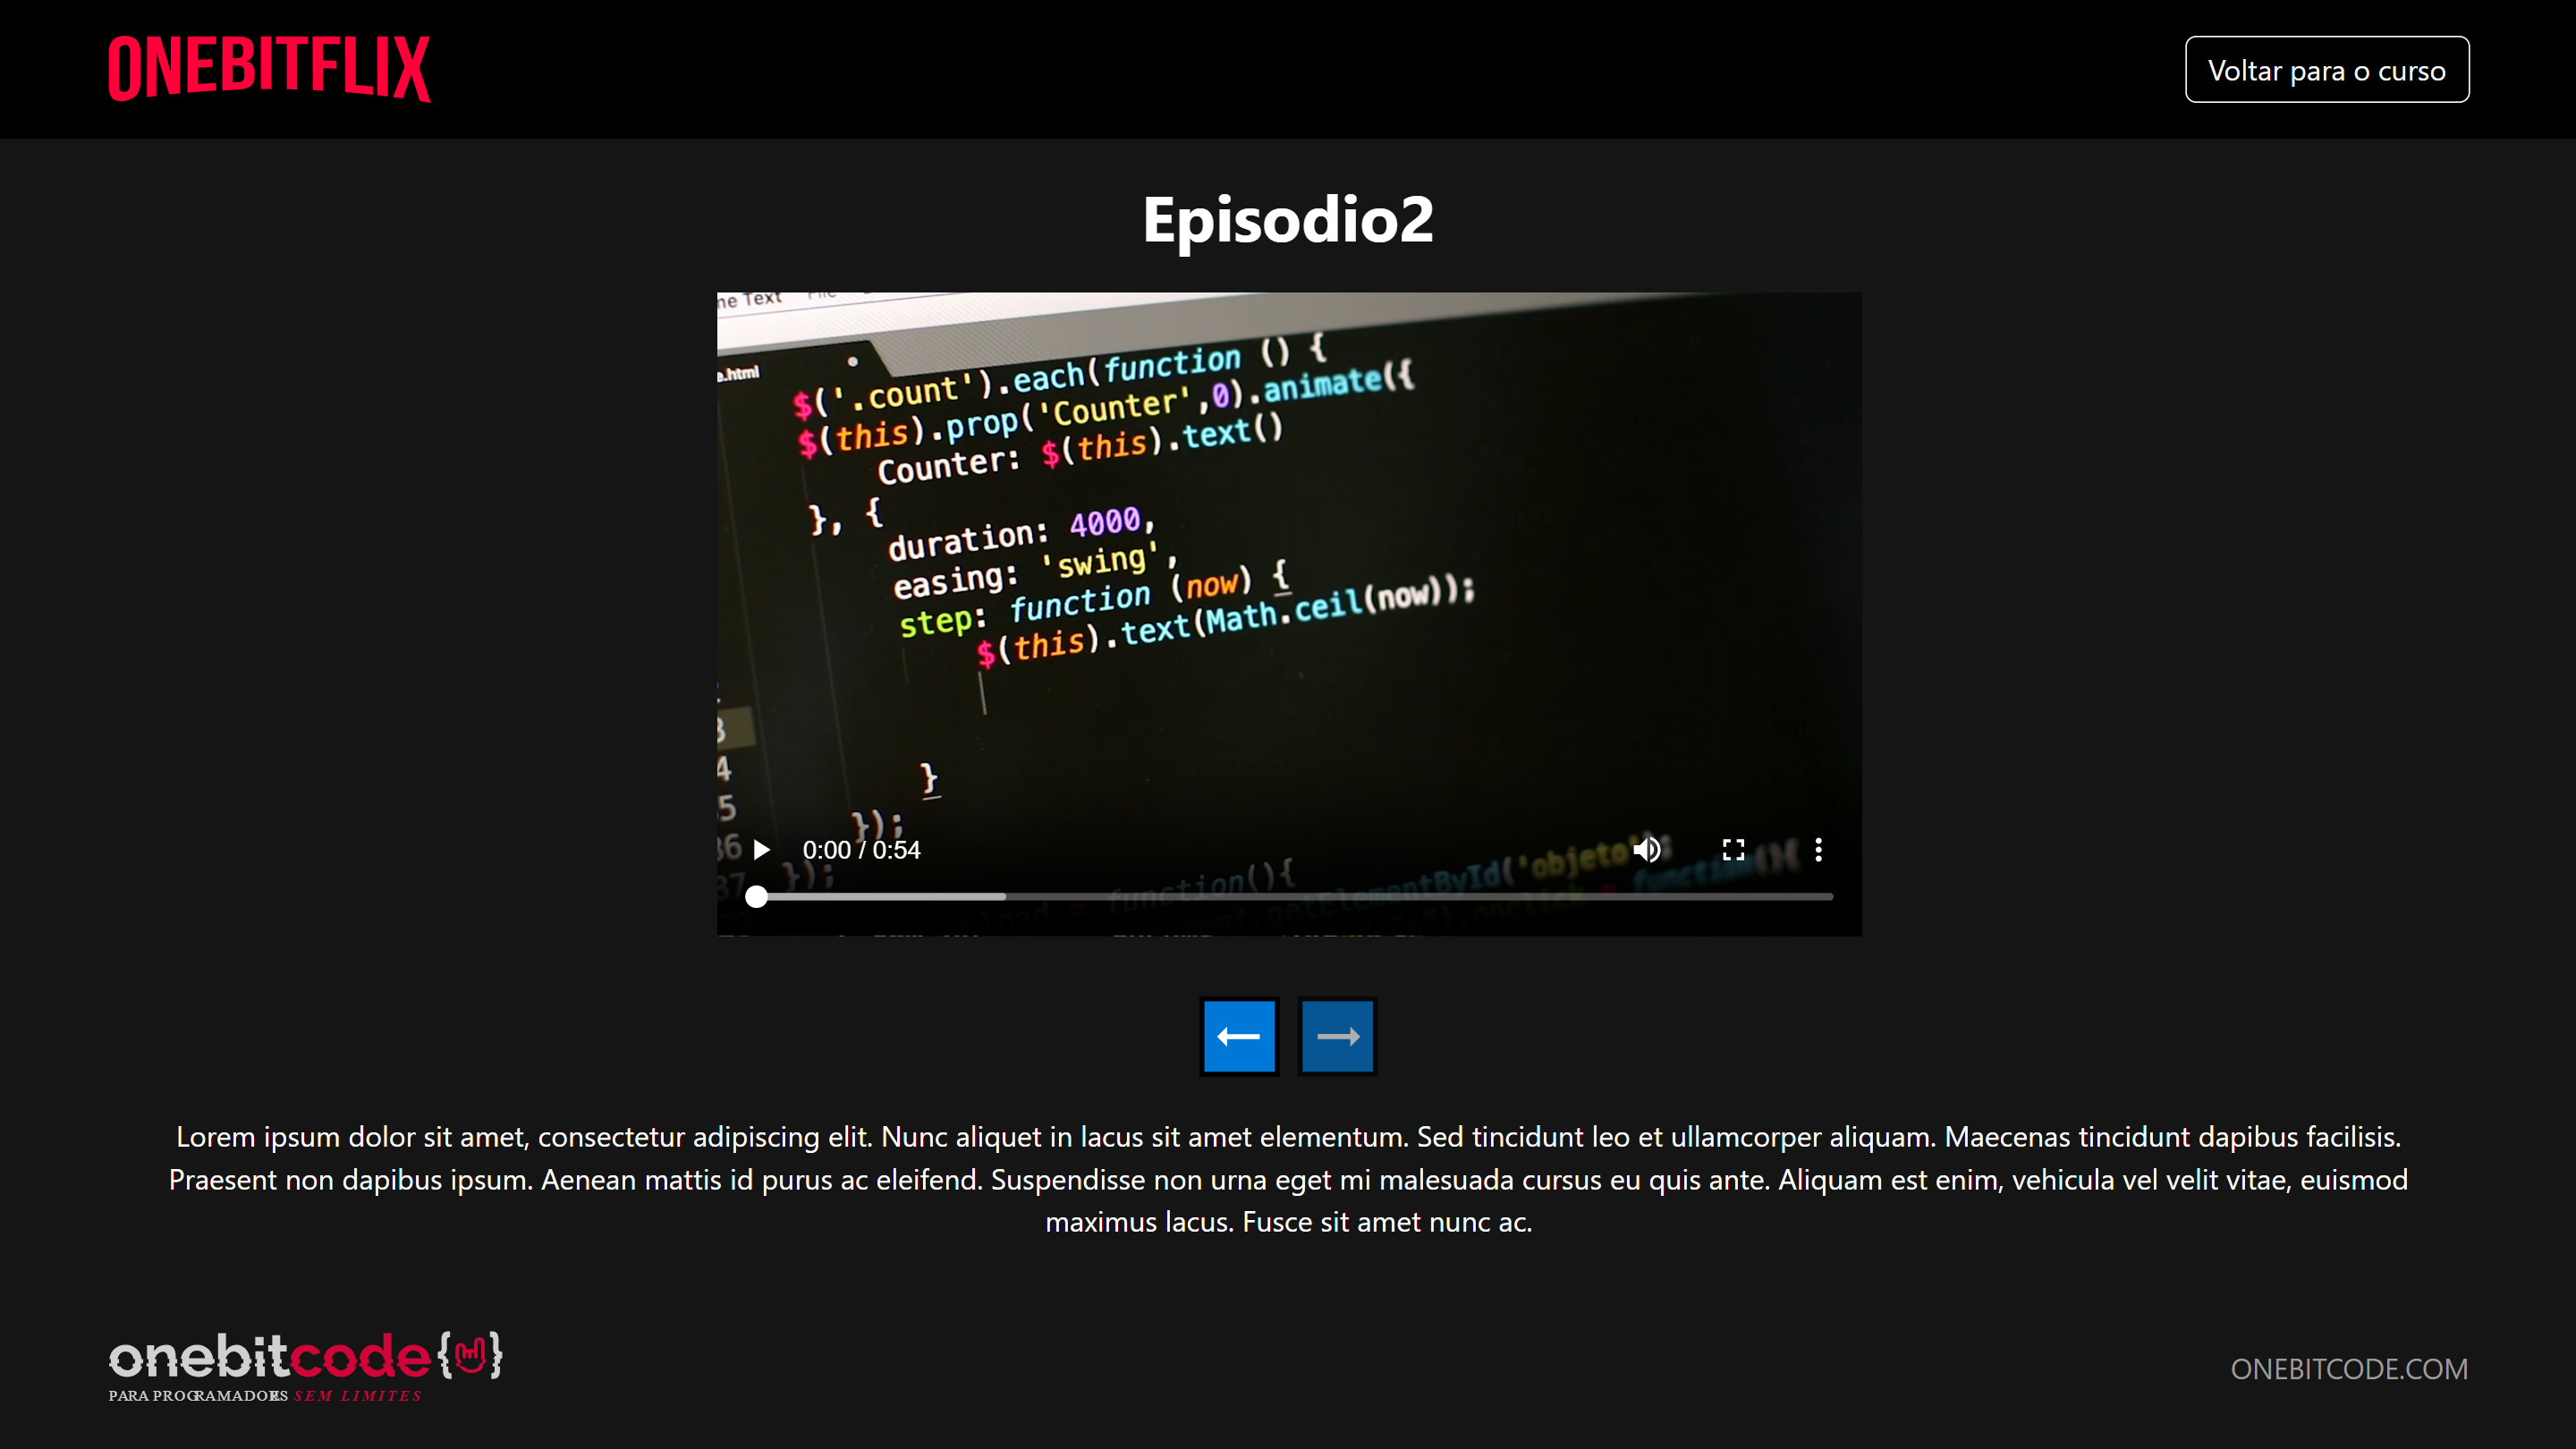 ONEBITFLIX
Voltar para o curso
Episodio2
ne Text
e.html
$('.count').each(function () {
$(this).prop('Counter',0).animate({
Counter: $(this).text()
}, {
duration: 4000,
easing: 'swing',
step: function (now) {
$(this).text(Math.ceil(now));
}
});
});
0:00 / 0:54
function(){
.getElementById('objeto');
.onclick = function(){
Lorem ipsum dolor sit amet, consectetur adipiscing elit. Nunc aliquet in lacus sit amet elementum. Sed tincidunt leo et ullamcorper aliquam. Maecenas tincidunt dapibus facilisis.
Praesent non dapibus ipsum. Aenean mattis id purus ac eleifend. Suspendisse non urna eget mi malesuada cursus eu quis ante. Aliquam est enim, vehicula vel velit vitae, euismod
maximus lacus. Fusce sit amet nunc ac.
onebitcode{}
PARA PROGRAMADORES SEM LIMITES
ONEBITCODE.COM